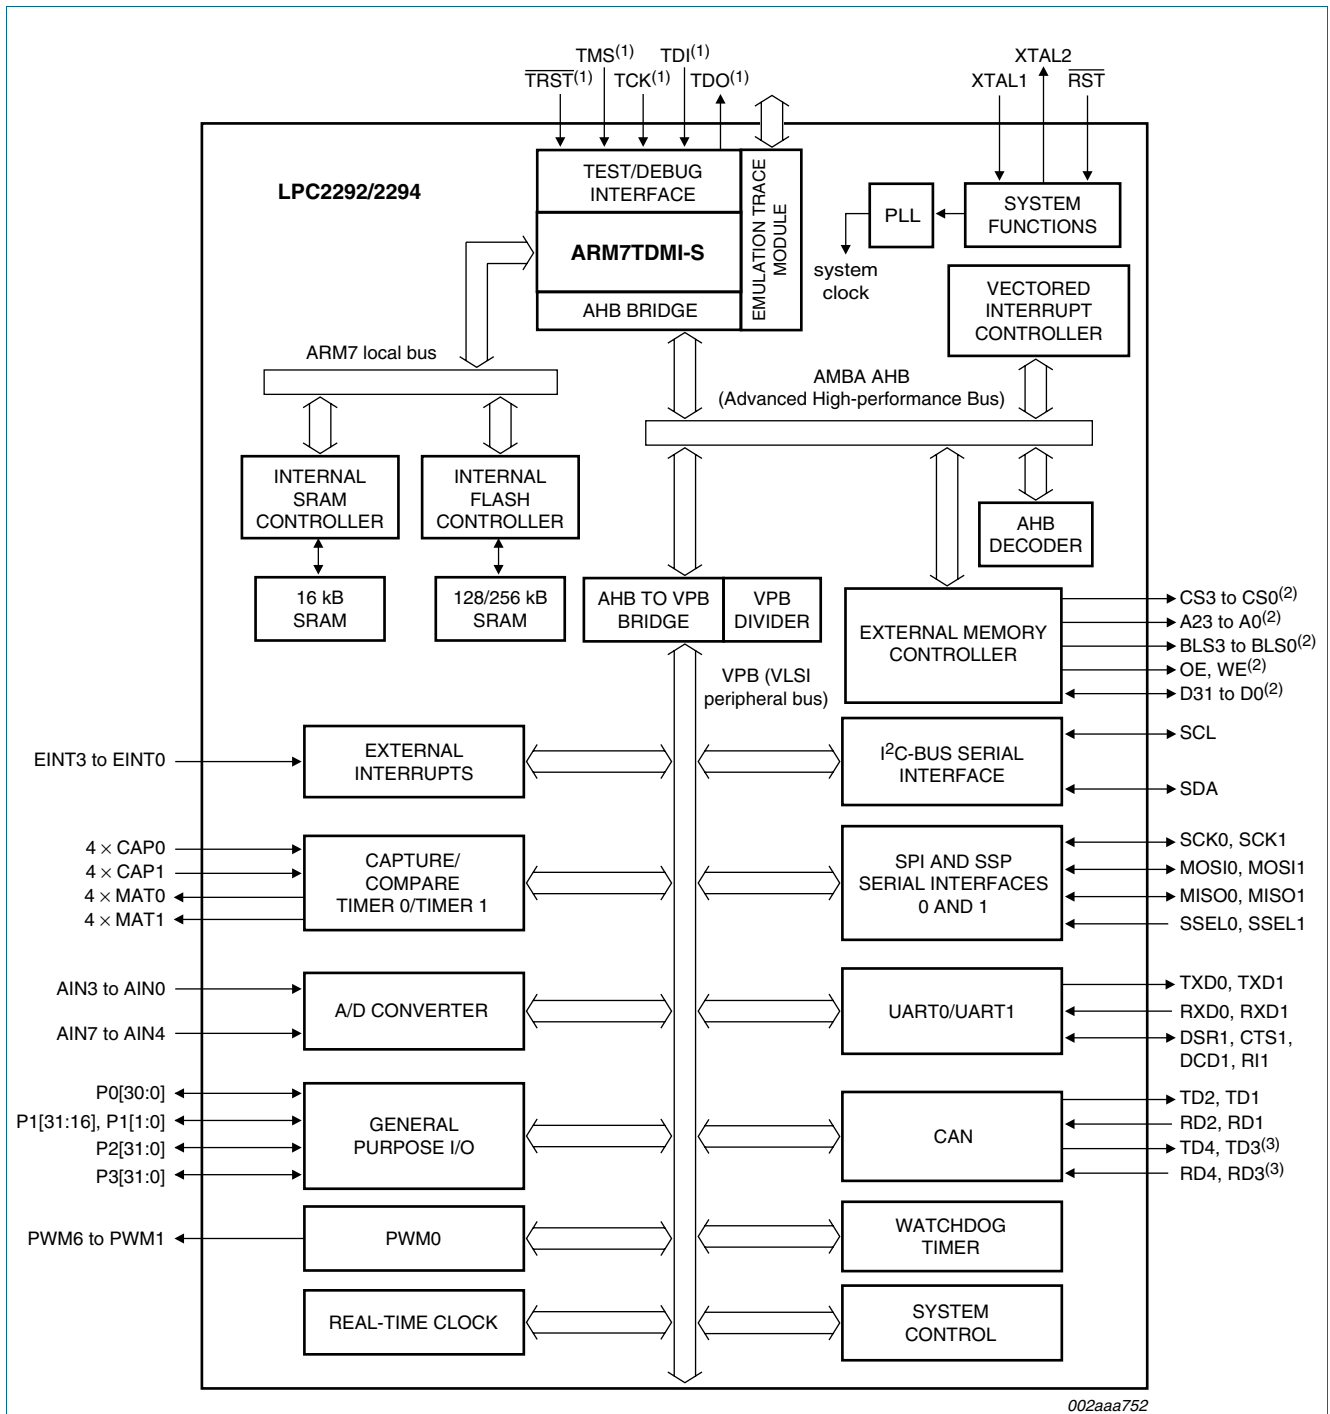 TMS(1)
TDI(1)
XTAL2
TRST(1)
TCK(1)
TDO(1)
XTAL1
RST
LPC2292/2294
TEST/DEBUG
INTERFACE
ARM7TDMI-S
AHB BRIDGE
EMULATION TRACE
MODULE
PLL
SYSTEM
FUNCTIONS
system
clock
VECTORED
INTERRUPT
CONTROLLER
ARM7 local bus
AMBA AHB
(Advanced High-performance Bus)
INTERNAL
SRAM
CONTROLLER
INTERNAL
FLASH
CONTROLLER
AHB
DECODER
16 kB
SRAM
128/256 kB
SRAM
AHB TO VPB
BRIDGE
VPB
DIVIDER
EXTERNAL MEMORY
CONTROLLER
CS3 to CS0(2)
A23 to A0(2)
BLS3 to BLS0(2)
OE, WE(2)
D31 to D0(2)
VPB (VLSI
peripheral bus)
EINT3 to EINT0
EXTERNAL
INTERRUPTS
I2C-BUS SERIAL
INTERFACE
SCL
SDA
4 × CAP0
4 × CAP1
4 × MAT0
4 × MAT1
CAPTURE/
COMPARE
TIMER 0/TIMER 1
SPI AND SSP
SERIAL INTERFACES
0 AND 1
SCK0, SCK1
MOSI0, MOSI1
MISO0, MISO1
SSEL0, SSEL1
AIN3 to AIN0
AIN7 to AIN4
A/D CONVERTER
UART0/UART1
TXD0, TXD1
RXD0, RXD1
DSR1, CTS1,
DCD1, RI1
P0[30:0]
P1[31:16], P1[1:0]
P2[31:0]
P3[31:0]
GENERAL
PURPOSE I/O
CAN
TD2, TD1
RD2, RD1
TD4, TD3(3)
RD4, RD3(3)
PWM6 to PWM1
PWM0
WATCHDOG
TIMER
REAL-TIME CLOCK
SYSTEM
CONTROL
002aaa752